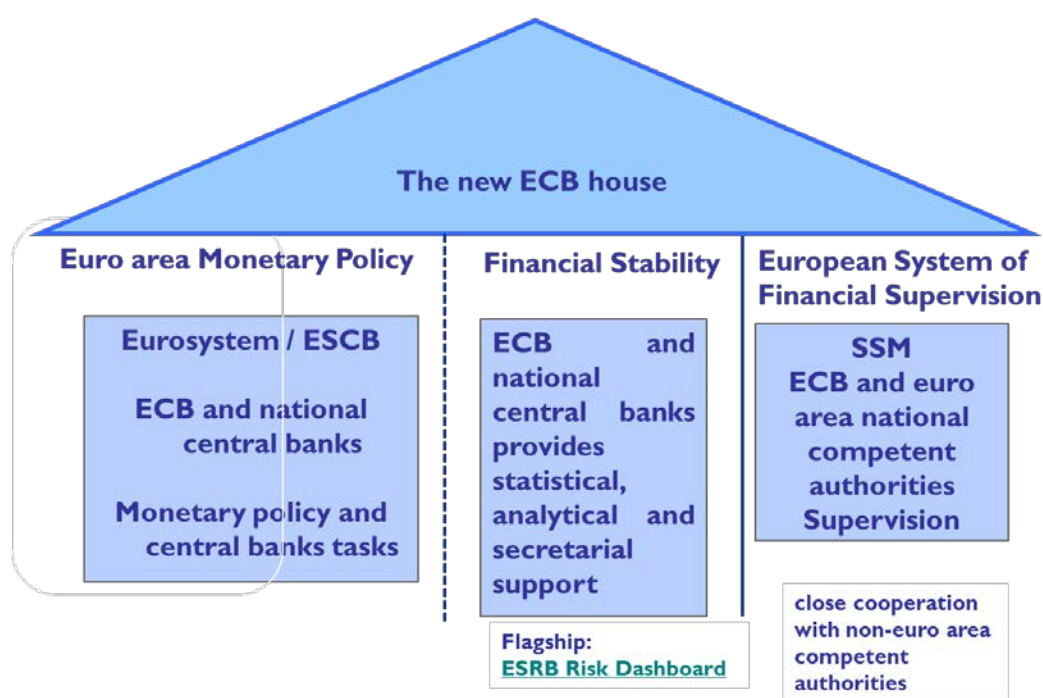 The new ECB house
Euro area Monetary Policy
Eurosystem / ESCB
ECB and national
central banks
Monetary policy and
central banks tasks
Financial Stability
ECB and
national
central banks
provides
statistical,
analytical and
secretarial
support
Flagship:
ESRB Risk Dashboard
European System of
Financial Supervision
SSM
ECB and euro
area national
competent
authorities
Supervision
close cooperation
with non-euro area
competent
authorities